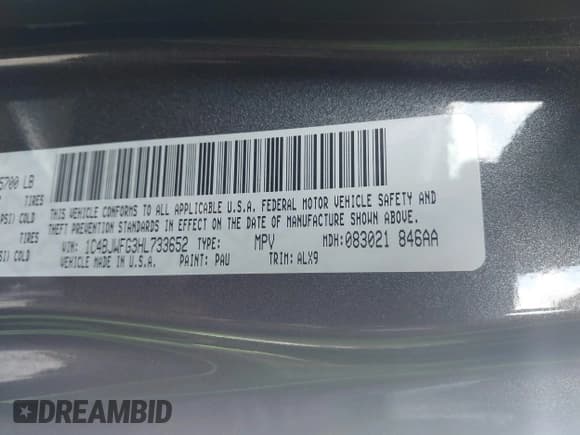 5700 LB
TIRES
PSI) COLD
TIRES
SI) COLD
THIS VEHICLE CONFORMS TO ALL APPLICABLE U.S.A. FEDERAL MOTOR VEHICLE SAFETY AND
THEFT PREVENTION STANDARDS IN EFFECT ON THE DATE OF MANUFACTURE SHOWN ABOVE.
VIN: 1C4BJWFG3HL733652 TYPE: MPV MDH: 083021 846AA
VEHICLE MADE IN U.S.A. PAINT: PAU TRIM: ALX9
DREAMBID